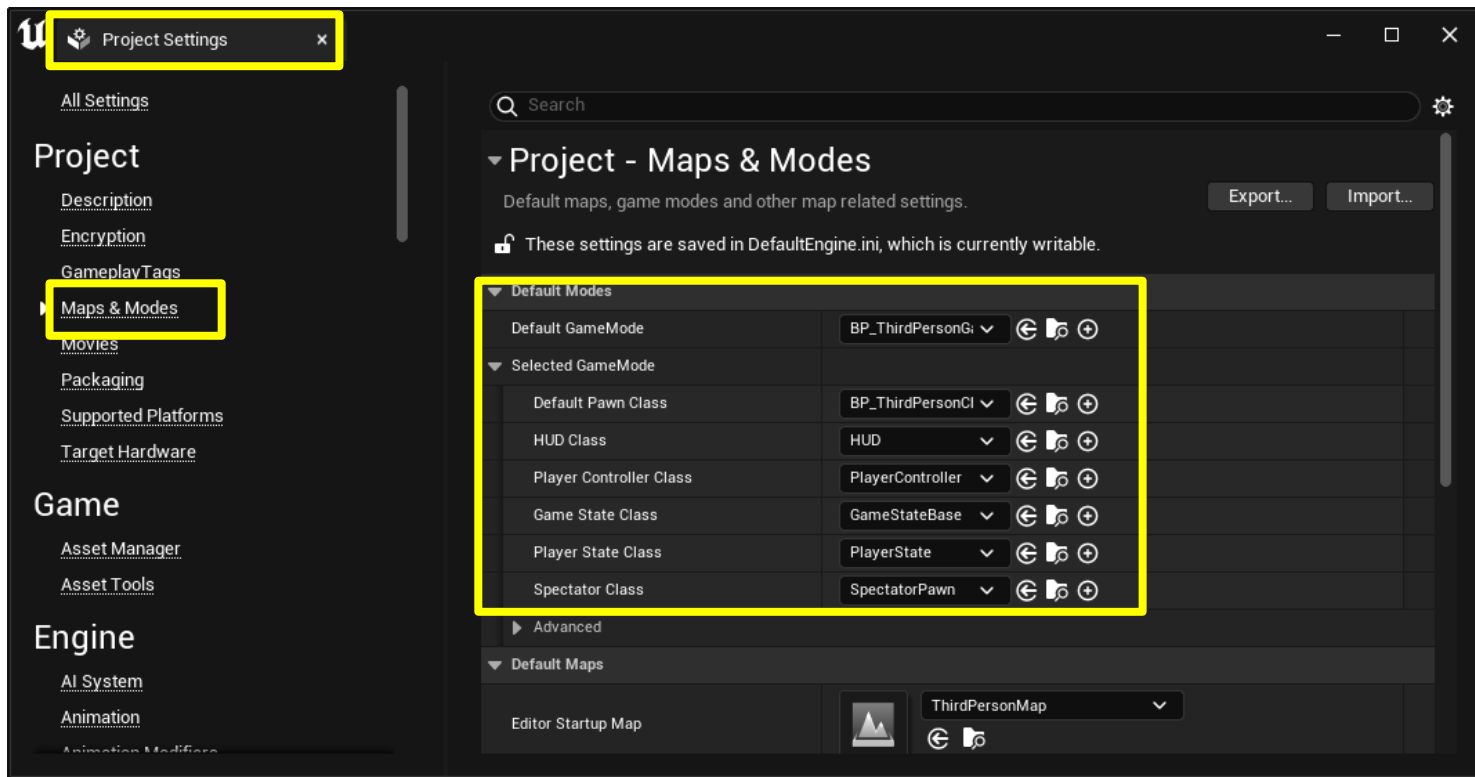 Project Settings
All Settings
Project
Description
Encryption
GameplayTags
Maps & Modes
Movies
Packaging
Supported Platforms
Target Hardware
Game
Asset Manager
Asset Tools
Engine
AI System
Animation
Animation Modifiers
Search
Project - Maps & Modes
Default maps, game modes and other map related settings.
Export...
Import...
These settings are saved in DefaultEngine.ini, which is currently writable.
Default Modes
Default GameMode BP_ThirdPersonGa
Selected GameMode
Default Pawn Class BP_ThirdPersonCl
HUD Class HUD
Player Controller Class PlayerController
Game State Class GameStateBase
Player State Class PlayerState
Spectator Class SpectatorPawn
Advanced
Default Maps
Editor Startup Map ThirdPersonMap